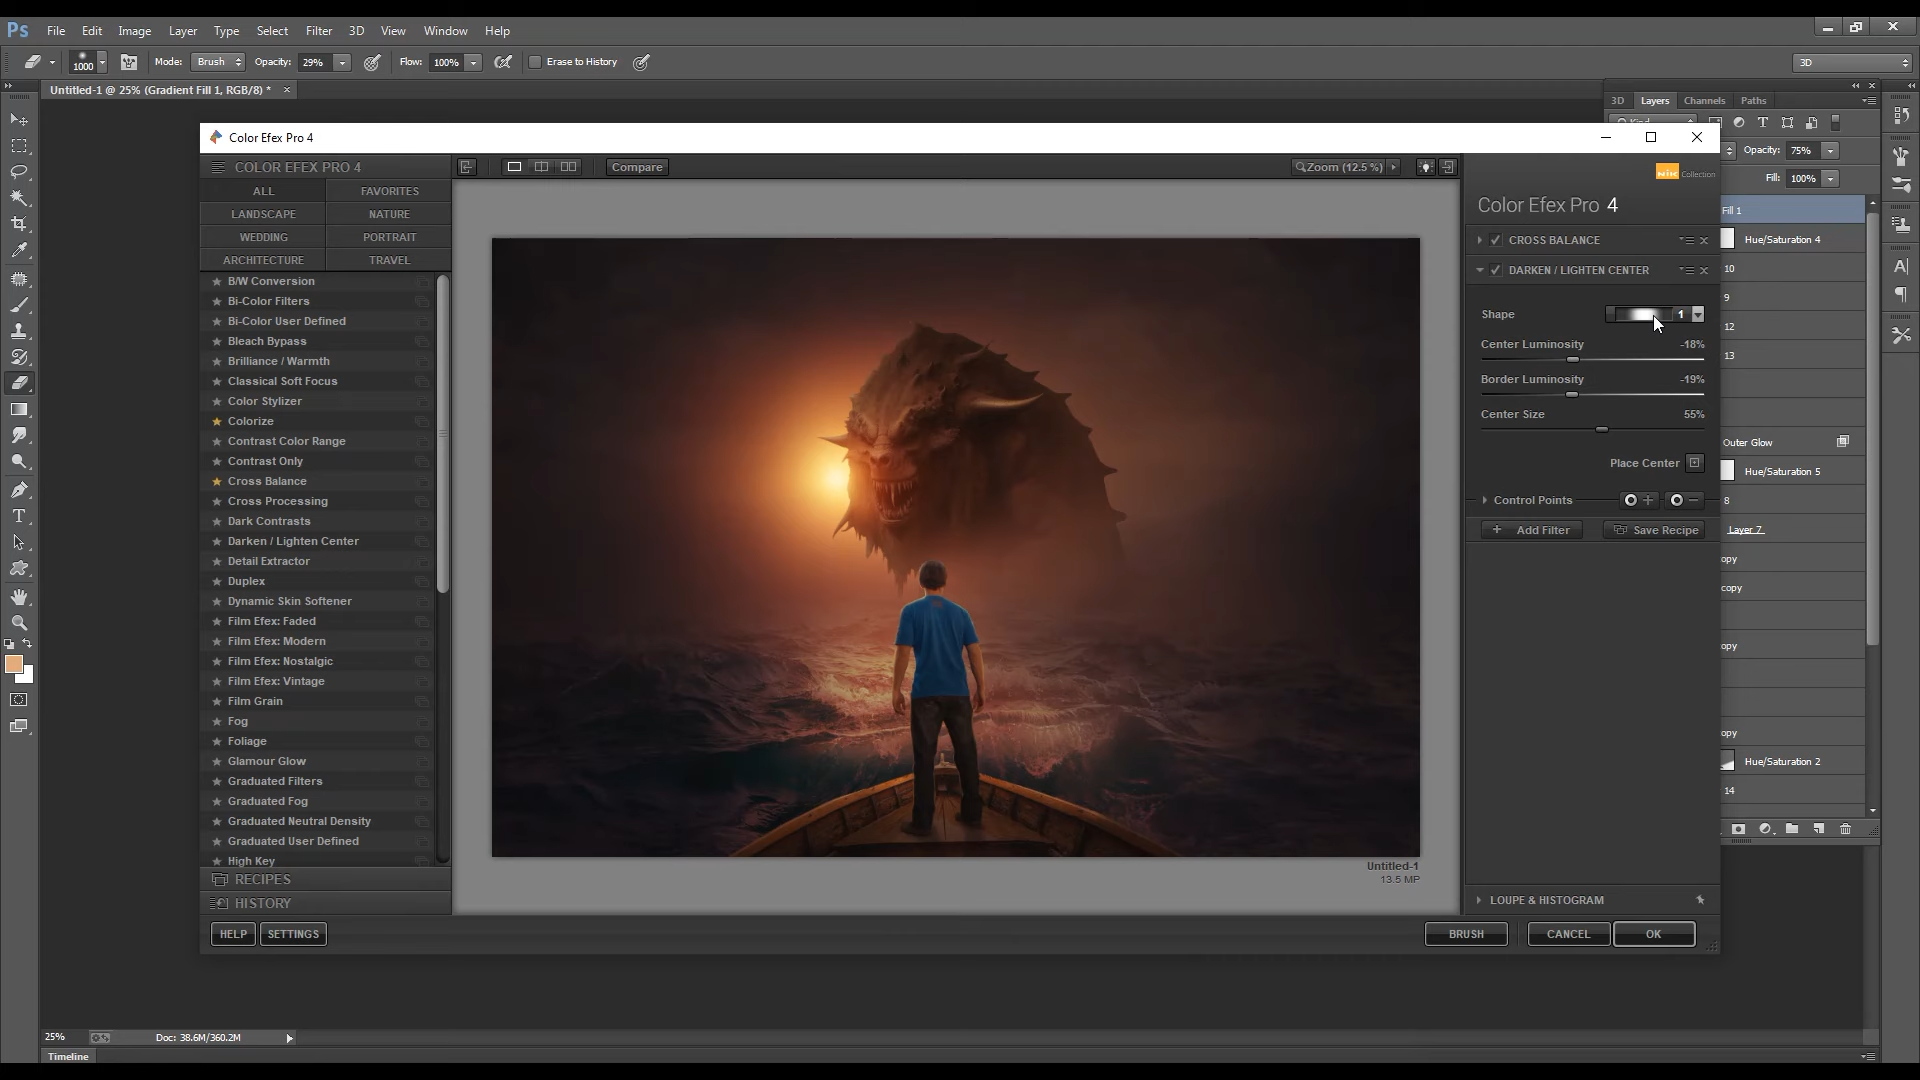 Ps File Edit Image Layer Type Select Filter 3D View Window Help
1000 Mode: Brush Opacity: 29% Flow: 100% Erase to History 3D
Untitled-1 @ 25% (Gradient Fill 1, RGB/8) * ×
3D Layers Channels Paths
Color Efex Pro 4
Opacity: 75%
Fill: 100%
COLOR EFEX PRO 4
Compare
Zoom (12.5 %)
ALL FAVORITES
LANDSCAPE NATURE
WEDDING PORTRAIT
ARCHITECTURE TRAVEL
B/W Conversion
Bi-Color Filters
Bi-Color User Defined
Bleach Bypass
Brilliance / Warmth
Classical Soft Focus
Color Stylizer
Colorize
Contrast Color Range
Contrast Only
Cross Balance
Cross Processing
Dark Contrasts
Darken / Lighten Center
Detail Extractor
Duplex
Dynamic Skin Softener
Film Efex: Faded
Film Efex: Modern
Film Efex: Nostalgic
Film Efex: Vintage
Film Grain
Fog
Foliage
Glamour Glow
Graduated Filters
Graduated Fog
Graduated Neutral Density
Graduated User Defined
High Key
RECIPES
HISTORY
HELP SETTINGS
Untitled-1
13.5 MP
Nik Collection
Color Efex Pro 4
CROSS BALANCE
DARKEN / LIGHTEN CENTER
Shape 1
Center Luminosity -18%
Border Luminosity -19%
Center Size 55%
Place Center
Control Points
Add Filter Save Recipe
LOUPE & HISTOGRAM
BRUSH CANCEL OK
Fill 1
Hue/Saturation 4
10
9
12
13
Outer Glow
Hue/Saturation 5
8
Layer 7
opy
copy
opy
opy
Hue/Saturation 2
14
25% Doc: 38.6M/360.2M
Timeline